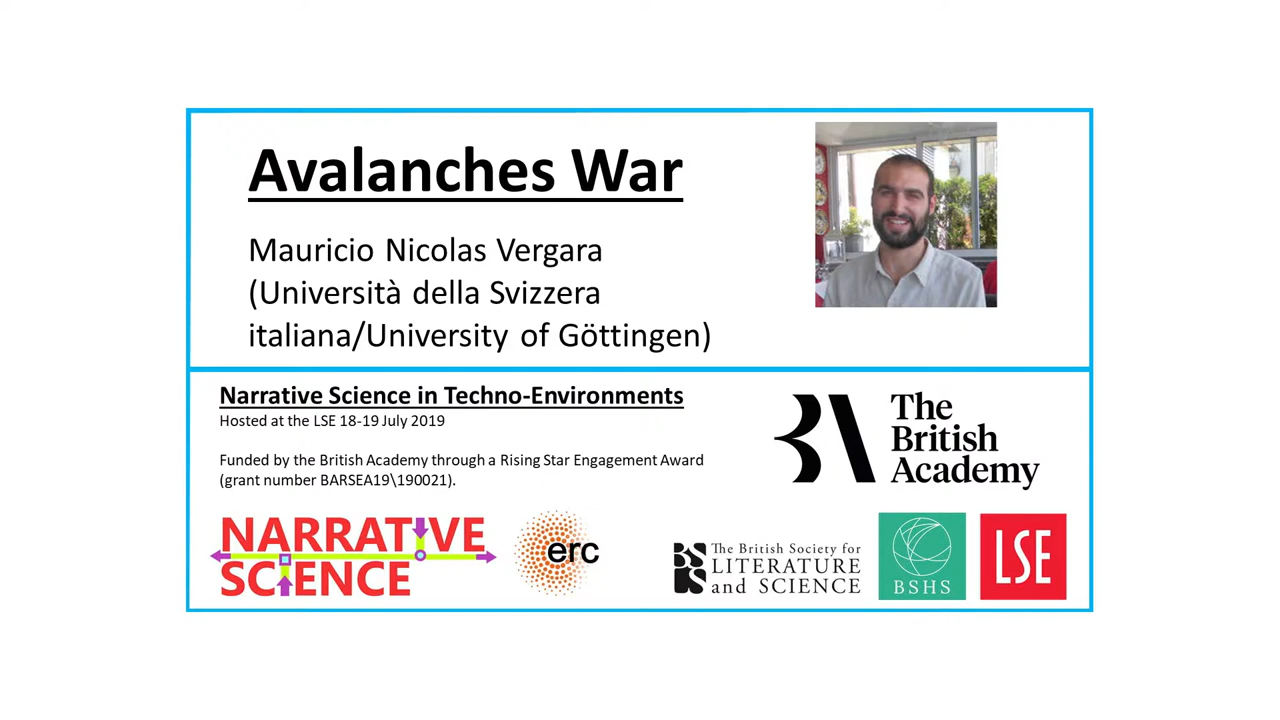 Avalanches War
Mauricio Nicolas Vergara
(Università della Svizzera
italiana/University of Göttingen)
Narrative Science in Techno-Environments
Hosted at the LSE 18-19 July 2019
Funded by the British Academy through a Rising Star Engagement Award
(grant number BARSEA19\190021).
The
British
Academy
NARRATIVE
SCIENCE
erc
BS
LS
The British Society for
LITERATURE
and SCIENCE
BSHS
LSE